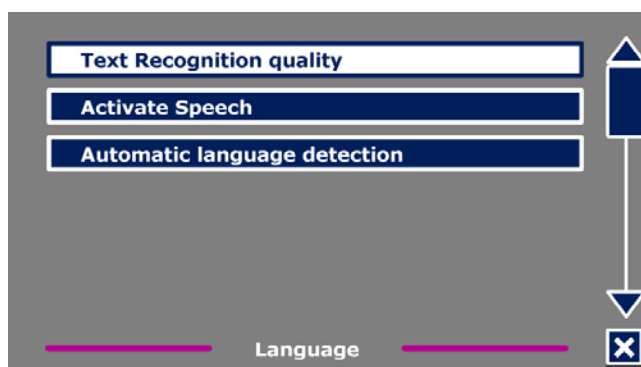 Text Recognition quality
Activate Speech
Automatic language detection
Language